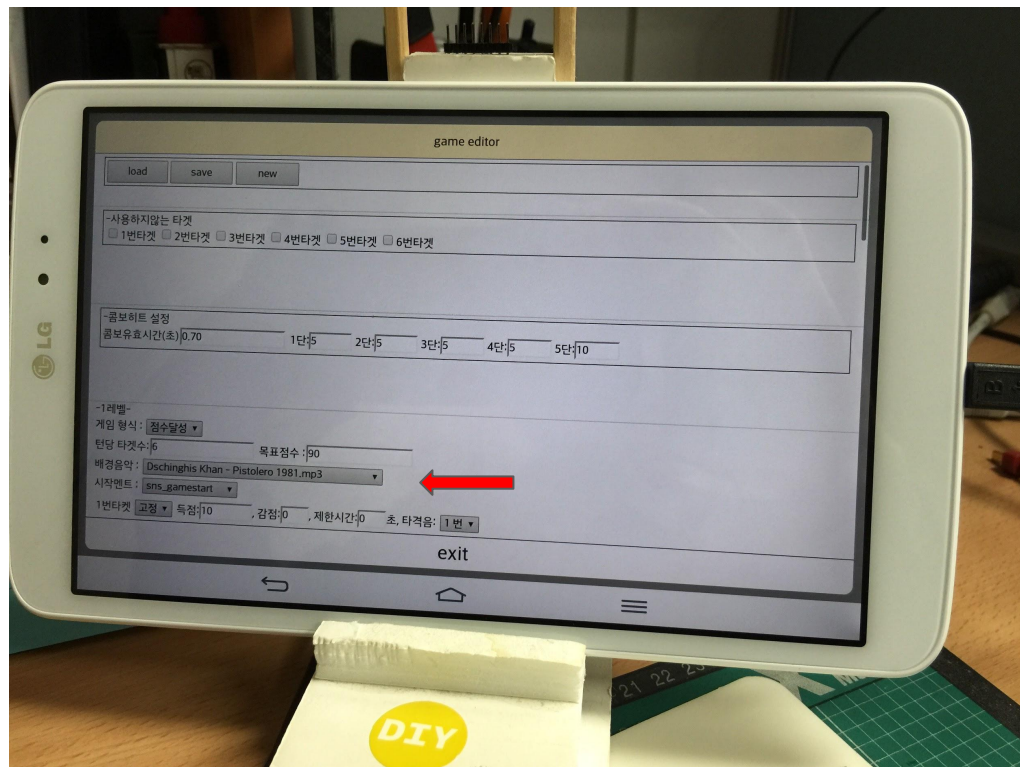 game editor
load save new
-사용하지않는 타겟
1번타겟 2번타겟 3번타겟 4번타겟 5번타겟 6번타겟
-콤보히트 설정
콤보유효시간(초) 0.70 1단:5 2단:5 3단:5 4단:5 5단:10
-1레벨-
게임 형식 : 점수달성
턴당 타겟수:6 목표점수 :90
배경음악 : Dschinghis Khan - Pistolero 1981.mp3
시작멘트 : sns_gamestart
1번타켓 고정 득점:10 , 감점:0 , 제한시간:0 초, 타격음: 1 번
exit
LG
DIY
21 22